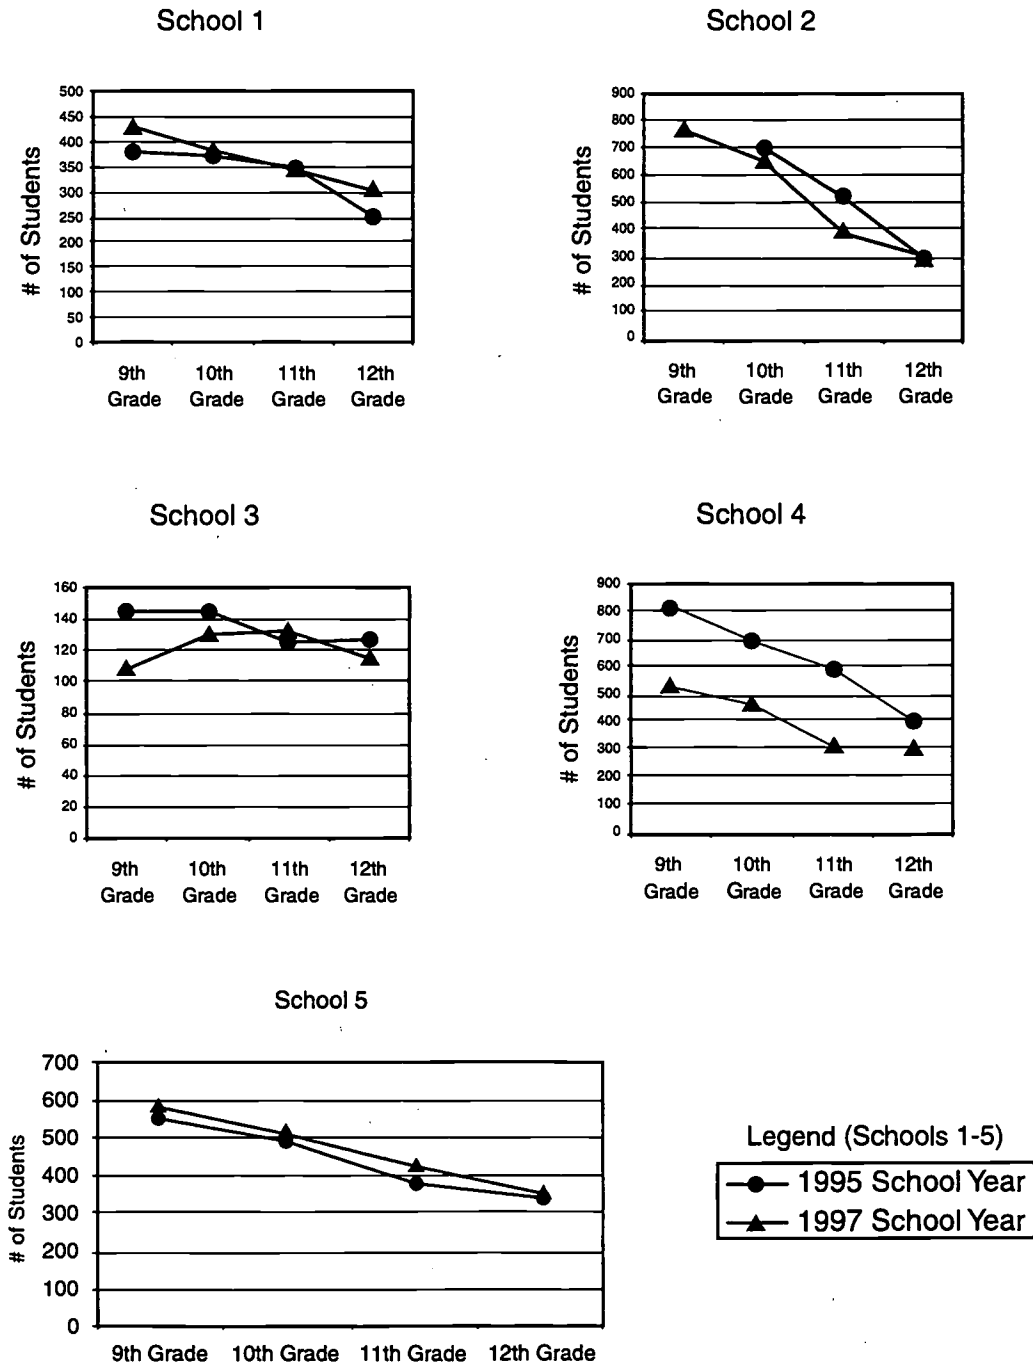 School 1
# of Students
500
450
400
350
300
250
200
150
100
50
0
9th 10th 11th 12th
Grade Grade Grade Grade
School 2
# of Students
900
800
700
600
500
400
300
200
100
0
9th 10th 11th 12th
Grade Grade Grade Grade
School 3
# of Students
160
140
120
100
80
60
40
20
0
9th 10th 11th 12th
Grade Grade Grade Grade
School 4
# of Students
900
800
700
600
500
400
300
200
100
0
9th 10th 11th 12th
Grade Grade Grade Grade
School 5
# of Students
700
600
500
400
300
200
100
0
9th Grade 10th Grade 11th Grade 12th Grade
Legend (Schools 1-5)
1995 School Year
1997 School Year